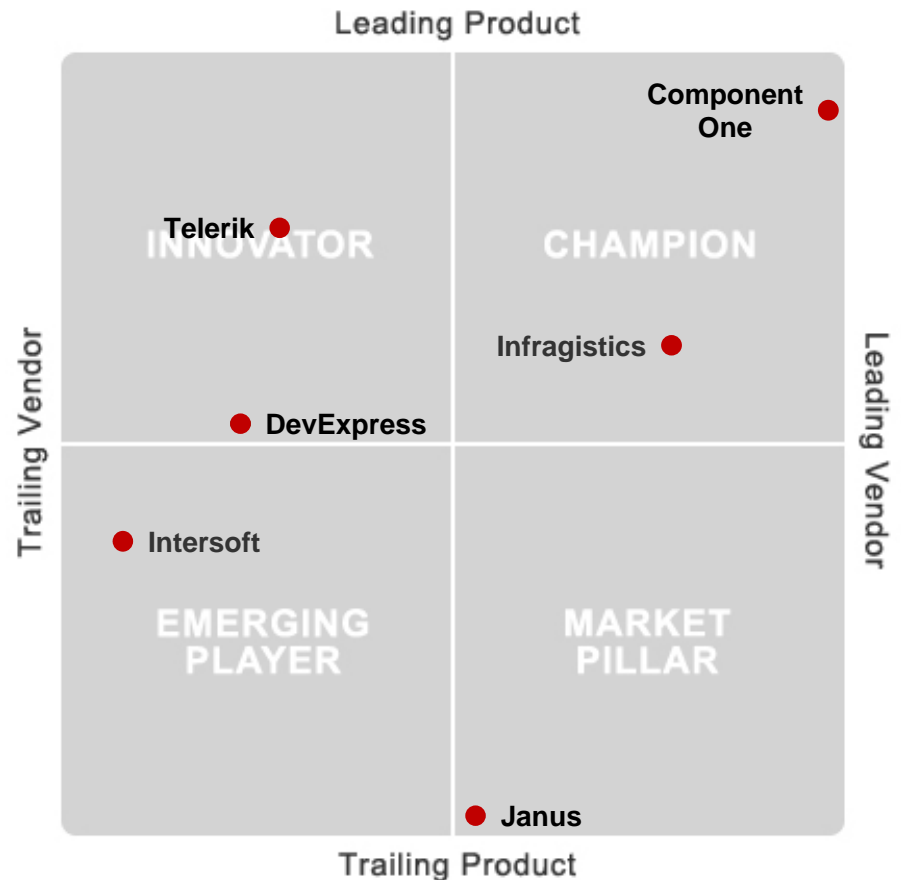 Leading Product
Component
One
Telerik
INNOVATOR
CHAMPION
Infragistics
Trailing Vendor
Leading Vendor
DevExpress
Intersoft
EMERGING
PLAYER
MARKET
PILLAR
Janus
Trailing Product